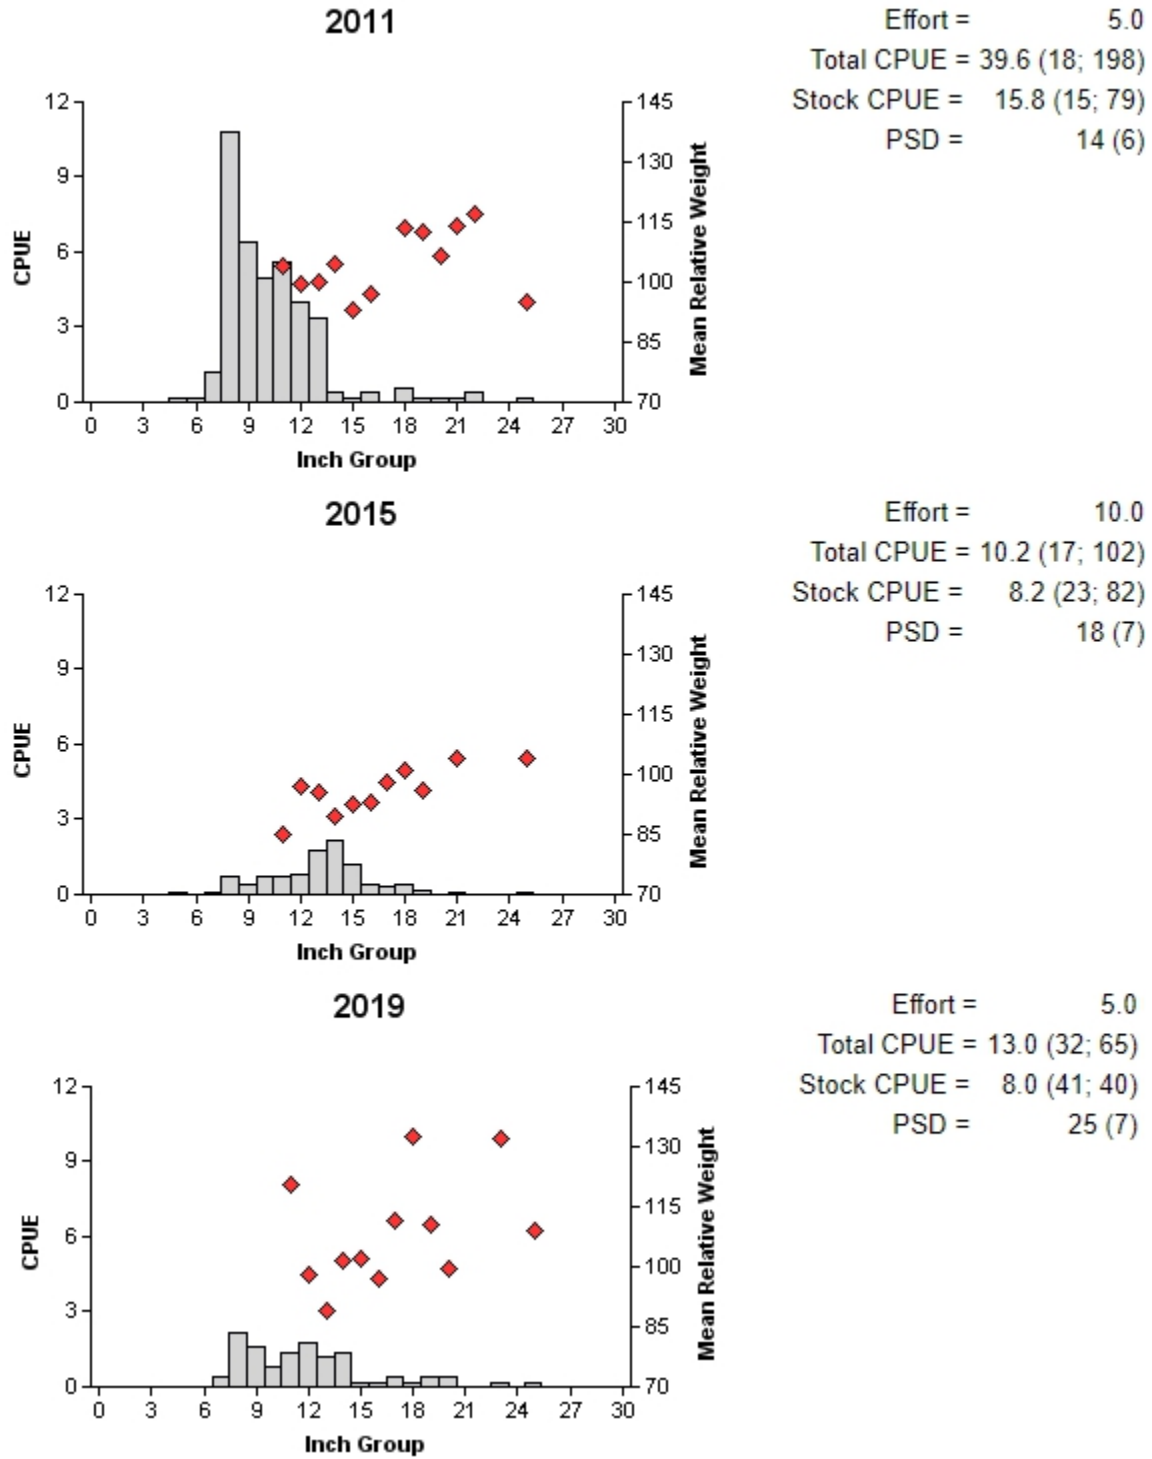 2011
Effort = 5.0
Total CPUE = 39.6 (18; 198)
Stock CPUE = 15.8 (15; 79)
PSD = 14 (6)
12
9
6
3
0
CPUE
145
130
115
100
85
70
Mean Relative Weight
0 3 6 9 12 15 18 21 24 27 30
Inch Group
2015
Effort = 10.0
Total CPUE = 10.2 (17; 102)
Stock CPUE = 8.2 (23; 82)
PSD = 18 (7)
12
9
6
3
0
CPUE
145
130
115
100
85
70
Mean Relative Weight
0 3 6 9 12 15 18 21 24 27 30
Inch Group
2019
Effort = 5.0
Total CPUE = 13.0 (32; 65)
Stock CPUE = 8.0 (41; 40)
PSD = 25 (7)
12
9
6
3
0
CPUE
145
130
115
100
85
70
Mean Relative Weight
0 3 6 9 12 15 18 21 24 27 30
Inch Group